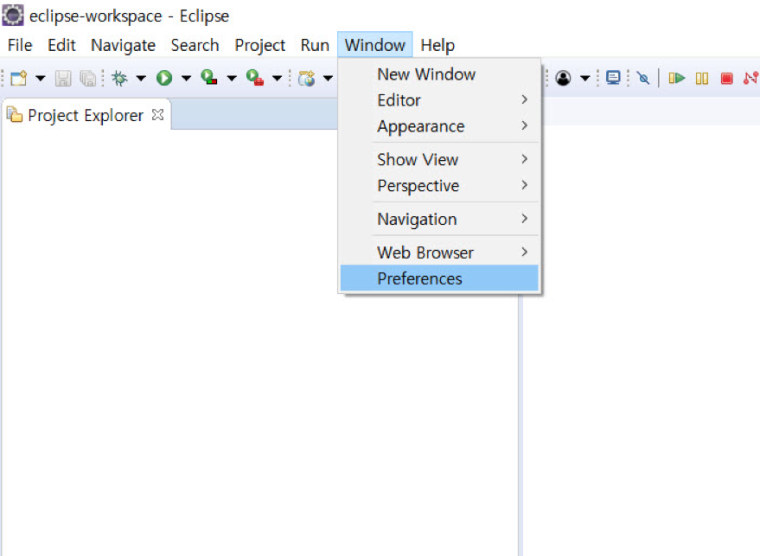 eclipse-workspace - Eclipse
File Edit Navigate Search Project Run Window Help
New Window
Editor
Appearance
Project Explorer
Show View
Perspective
Navigation
Web Browser
Preferences